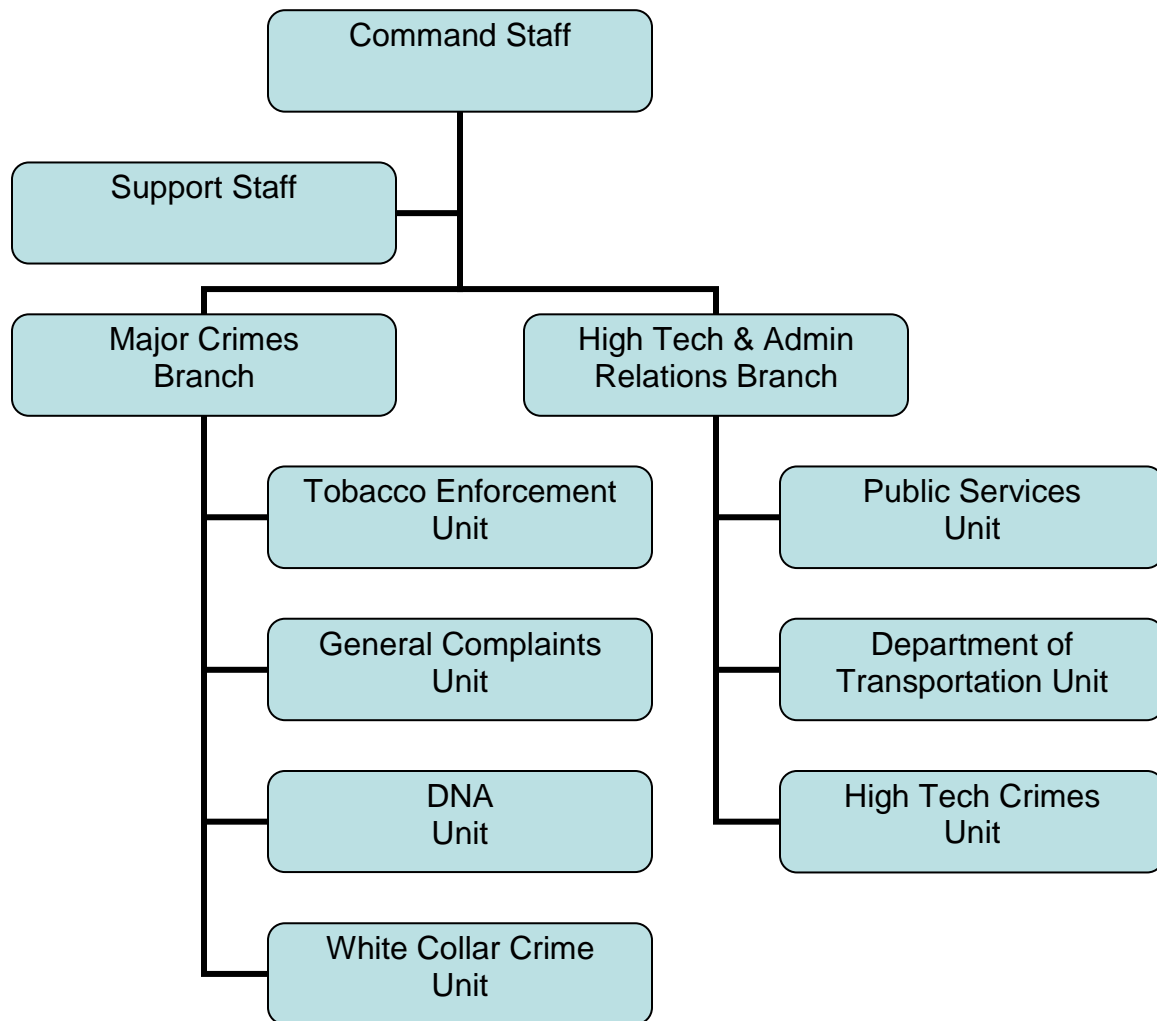 Command Staff
Support Staff
Major Crimes
Branch
High Tech & Admin
Relations Branch
Tobacco Enforcement
Unit
General Complaints
Unit
DNA
Unit
White Collar Crime
Unit
Public Services
Unit
Department of
Transportation Unit
High Tech Crimes
Unit